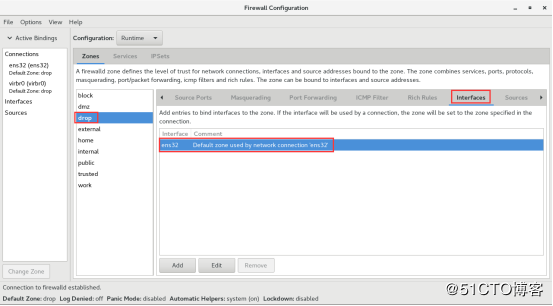 Firewall Configuration
File Options View Help
Active Bindings
Configuration: Runtime
Connections
ens32 (ens32)
Default Zone: drop
virbr0 (virbr0)
Default Zone: drop
Interfaces
Sources
Zones Services IPSets
A firewalld zone defines the level of trust for network connections, interfaces and source addresses bound to the zone. The zone combines services, ports, protocols,
masquerading, port/packet forwarding, icmp filters and rich rules. The zone can be bound to interfaces and source addresses.
block
dmz
drop
external
home
internal
public
trusted
work
Source Ports Masquerading Port Forwarding ICMP Filter Rich Rules Interfaces Sources
Add entries to bind interfaces to the zone. If the interface will be used by a connection, the zone will be set to the zone specified in the
connection.
Interface Comment
ens32 Default zone used by network connection 'ens32'
Add Edit Remove
Change Zone
Connection to firewalld established.
Default Zone: drop Log Denied: off Panic Mode: disabled Automatic Helpers: system (on) Lockdown: disabled
@51CTO博客